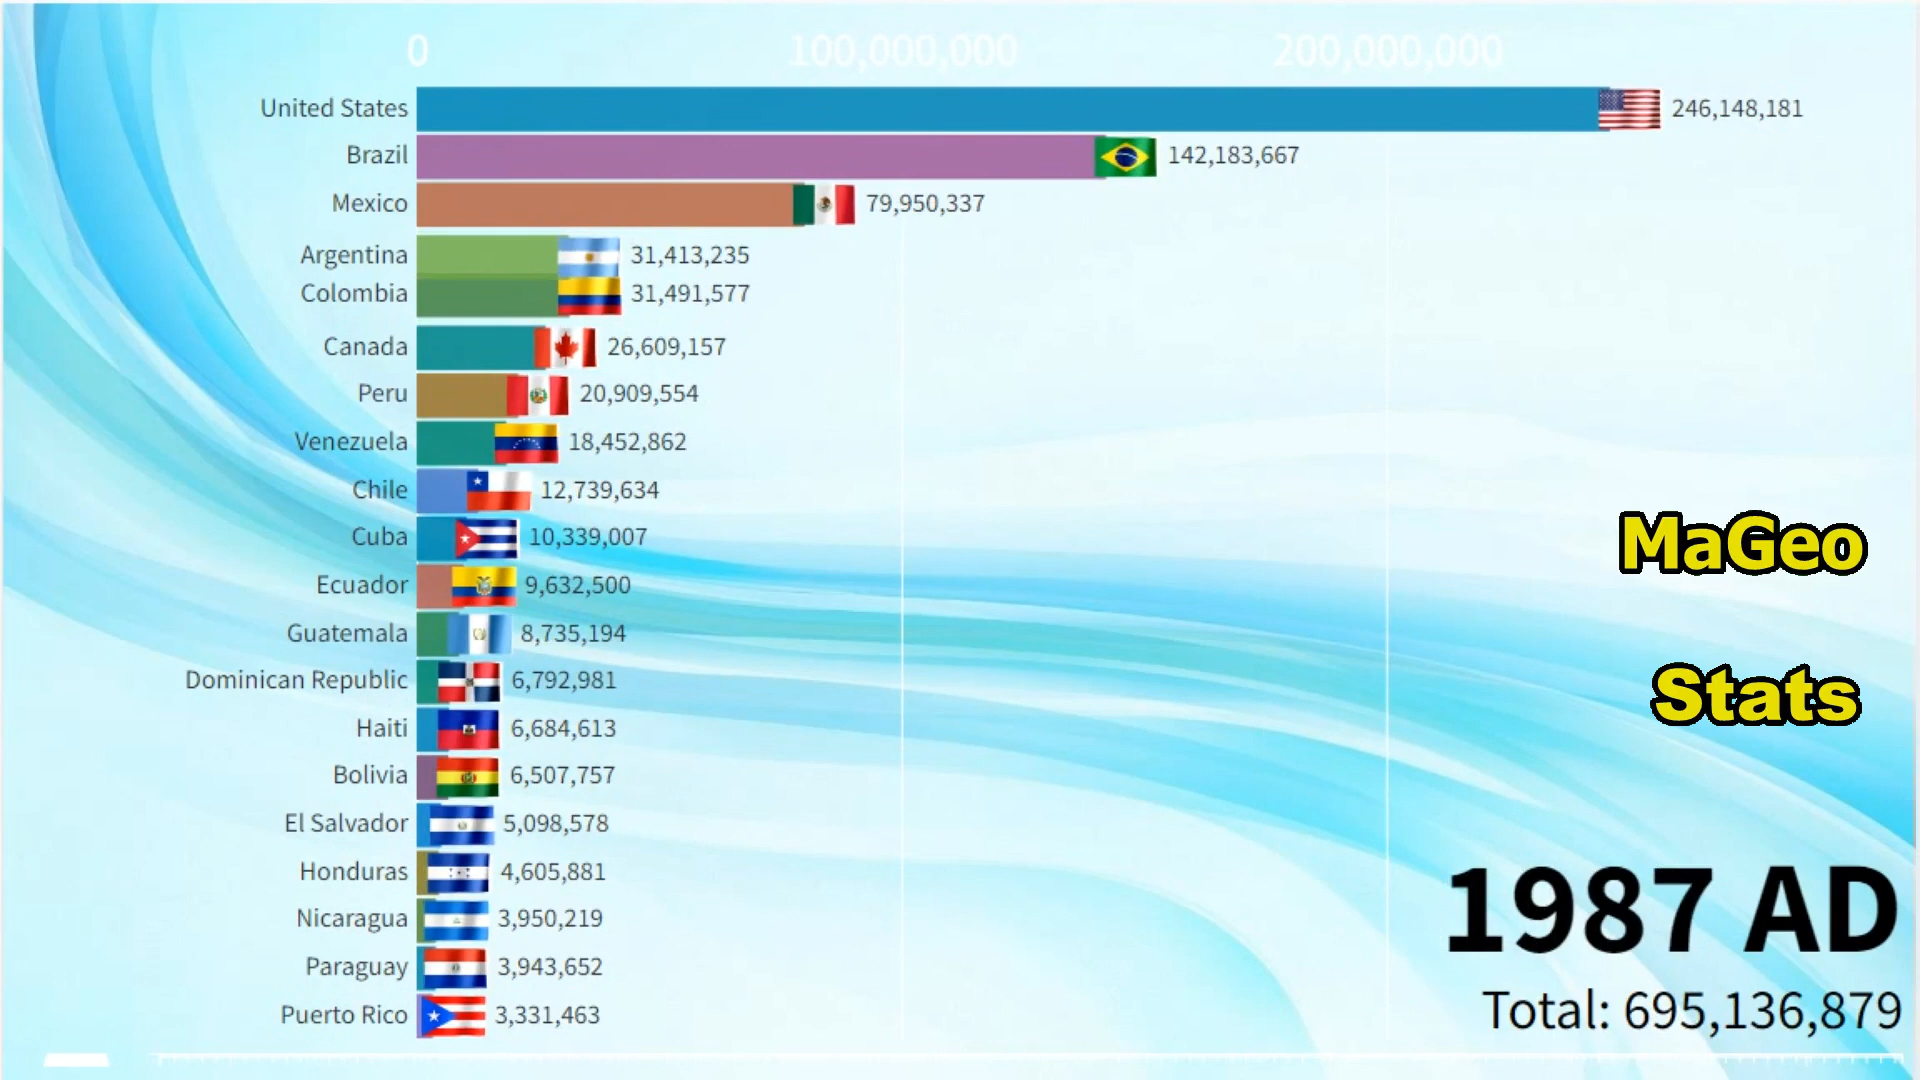 0 100,000,000 200,000,000
United States 246,148,181
Brazil 142,183,667
Mexico 79,950,337
Argentina 31,413,235
Colombia 31,491,577
Canada 26,609,157
Peru 20,909,554
Venezuela 18,452,862
Chile 12,739,634
Cuba 10,339,007
Ecuador 9,632,500
Guatemala 8,735,194
Dominican Republic 6,792,981
Haiti 6,684,613
Bolivia 6,507,757
El Salvador 5,098,578
Honduras 4,605,881
Nicaragua 3,950,219
Paraguay 3,943,652
Puerto Rico 3,331,463
MaGeo
Stats
1987 AD
Total: 695,136,879